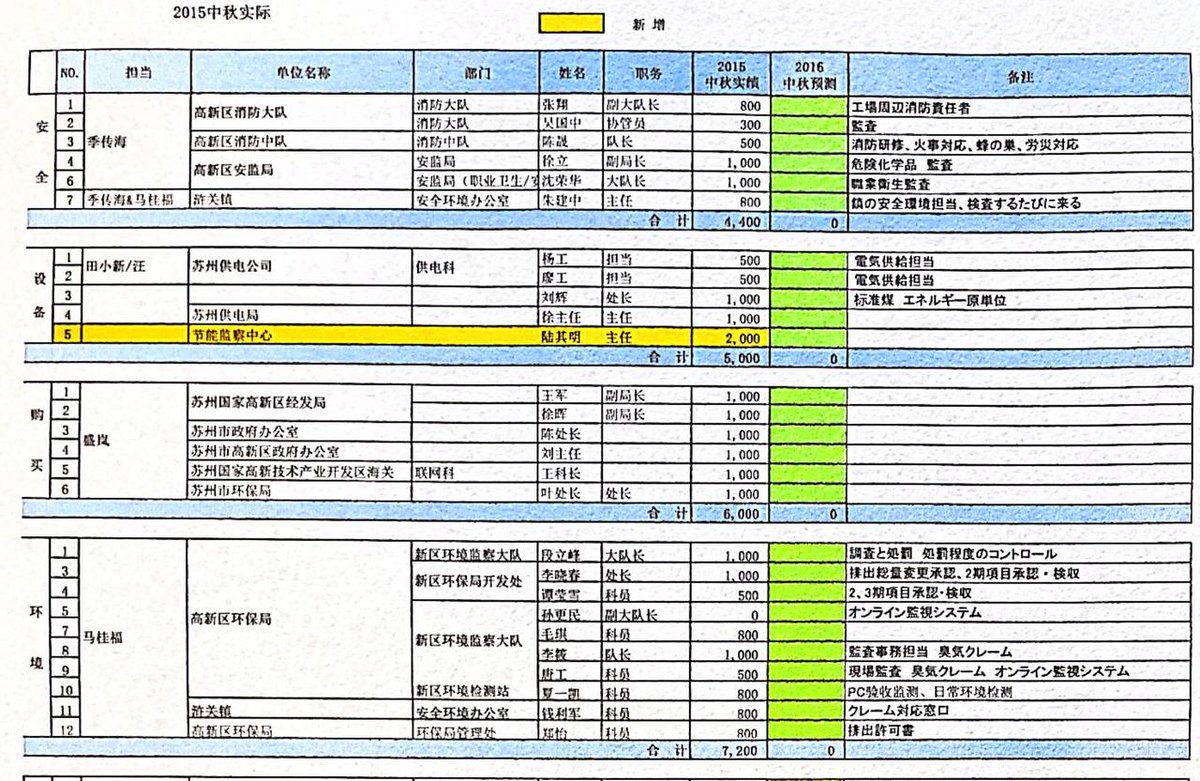 2015中秋实际
新 增
NO. 担当 单位名称 部门 姓名 职务 2015中秋实绩 2016中秋预测 备注
安全
1 季传海 高新区消防大队 消防大队 张翔 副大队长 800 工場周辺消防責任者
2 消防大队 吴国中 协管员 300 監査
3 高新区消防中队 消防中队 陈晟 队长 500 消防研修、火事対応、蜂の巣、労災対応
4 高新区安监局 安监局 徐立 副局长 1,000 危険化学品 監査
6 安监局(职业卫生/安 沈荣华 大队长 1,000 職業衛生監査
7 季传海&马桂福 浒关镇 安全环境办公室 朱建中 主任 800 鎮の安全環境担当、検査するたびに来る
合 计 4,400 0
设备
1 田小新/汪 苏州供电公司 供电科 杨工 担当 500 電気供給担当
2 廖工 担当 500 電気供給担当
3 刘辉 处长 1,000 标准煤 エネルギー原単位
4 苏州供电局 徐主任 主任 1,000
5 节能监察中心 陆其明 主任 2,000
合 计 5,000 0
购买
1 盛岚 苏州国家高新区经发局 王军 副局长 1,000
2 徐晖 副局长 1,000
3 苏州市政府办公室 陈处长 1,000
4 苏州市高新区政府办公室 刘主任 1,000
5 苏州国家高新技术产业开发区海关 联网科 王科长 1,000
6 苏州市环保局 叶处长 处长 1,000
合 计 6,000 0
环境
1 马桂福 高新区环保局 新区环境监察大队 段立峰 大队长 1,000 調査と処罰 処罰程度のコントロール
3 新区环保局开发处 李晓春 处长 1,000 排出総量変更承認、2期項目承認・検収
4 谭莹雪 科员 500 2、3期項目承認・検収
5 新区环境监察大队 孙更民 副大队长 0 オンライン監視システム
7 毛琪 科员 800
8 李筱 队长 1,000 監査事務担当 臭気クレーム
9 唐工 科员 500 現場監査 臭気クレーム オンライン監視システム
10 新区环境检测站 夏一凯 科员 800 PC验收监测、日常环境检测
11 浒关镇 安全环境办公室 钱利军 科员 800 クレーム対応窓口
12 高新区环保局 环保局管理处 郑怡 科员 800 排出許可書
合 计 7,200 0